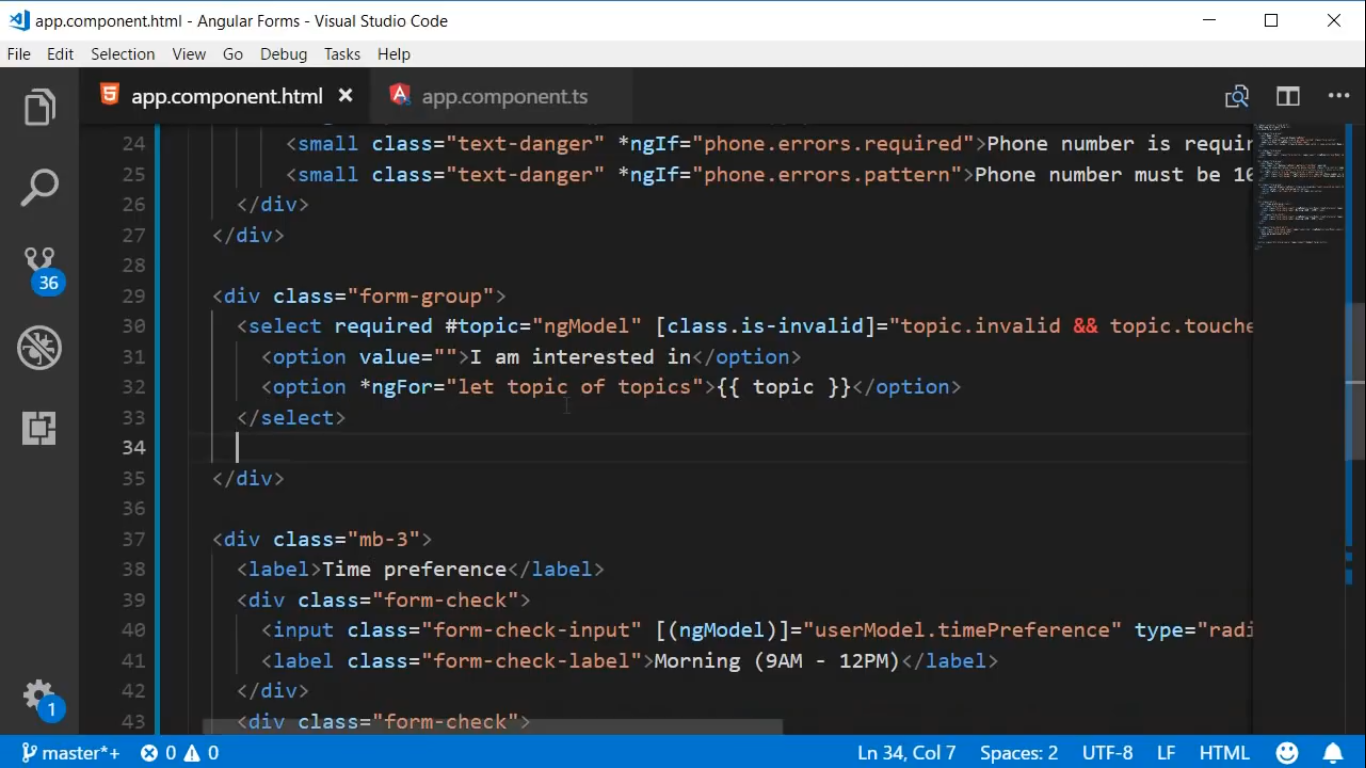 app.component.html - Angular Forms - Visual Studio Code
File Edit Selection View Go Debug Tasks Help
app.component.html app.component.ts
24 <small class="text-danger" *ngIf="phone.errors.required">Phone number is requir
25 <small class="text-danger" *ngIf="phone.errors.pattern">Phone number must be 10
26 </div>
27 </div>
28
29 <div class="form-group">
30 <select required #topic="ngModel" [class.is-invalid]="topic.invalid && topic.touche
31 <option value="">I am interested in</option>
32 <option *ngFor="let topic of topics">{{ topic }}</option>
33 </select>
34
35 </div>
36
37 <div class="mb-3">
38 <label>Time preference</label>
39 <div class="form-check">
40 <input class="form-check-input" [(ngModel)]="userModel.timePreference" type="radi
41 <label class="form-check-label">Morning (9AM - 12PM)</label>
42 </div>
43 <div class="form-check">
36
1
master*+ 0 0 Ln 34, Col 7 Spaces: 2 UTF-8 LF HTML